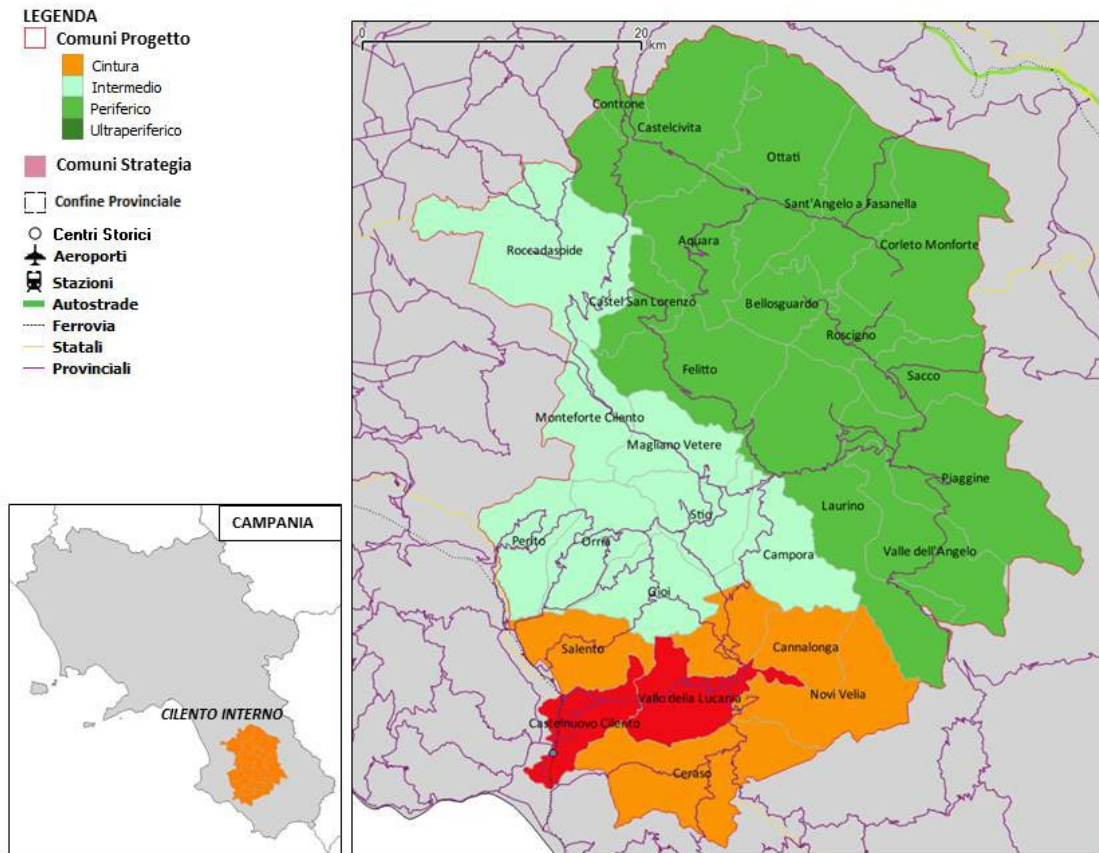 LEGENDA
Comuni Progetto
Cintura
Intermedio
Periferico
Ultraperiferico
Comuni Strategia
Confine Provinciale
Centri Storici
Aeroporti
Stazioni
Autostrade
Ferrovia
Statali
Provinciali
0 20
km
Controne
Castelcivita
Ottati
Sant'Angelo a Fasanella
Aquara
Corleto Monforte
Roccadaspide
Castel San Lorenzo
Bellosguardo
Roscigno
Felitto
Sacco
Monteforte Cilento
Magliano Vetere
Piaggine
Laurino
Stio
Perito
Orria
Campora
Valle dell'Angelo
Gioi
Salento
Cannalonga
Novi Velia
Vallo della Lucania
Castelnuovo Cilento
Ceraso
CAMPANIA
CILENTO INTERNO